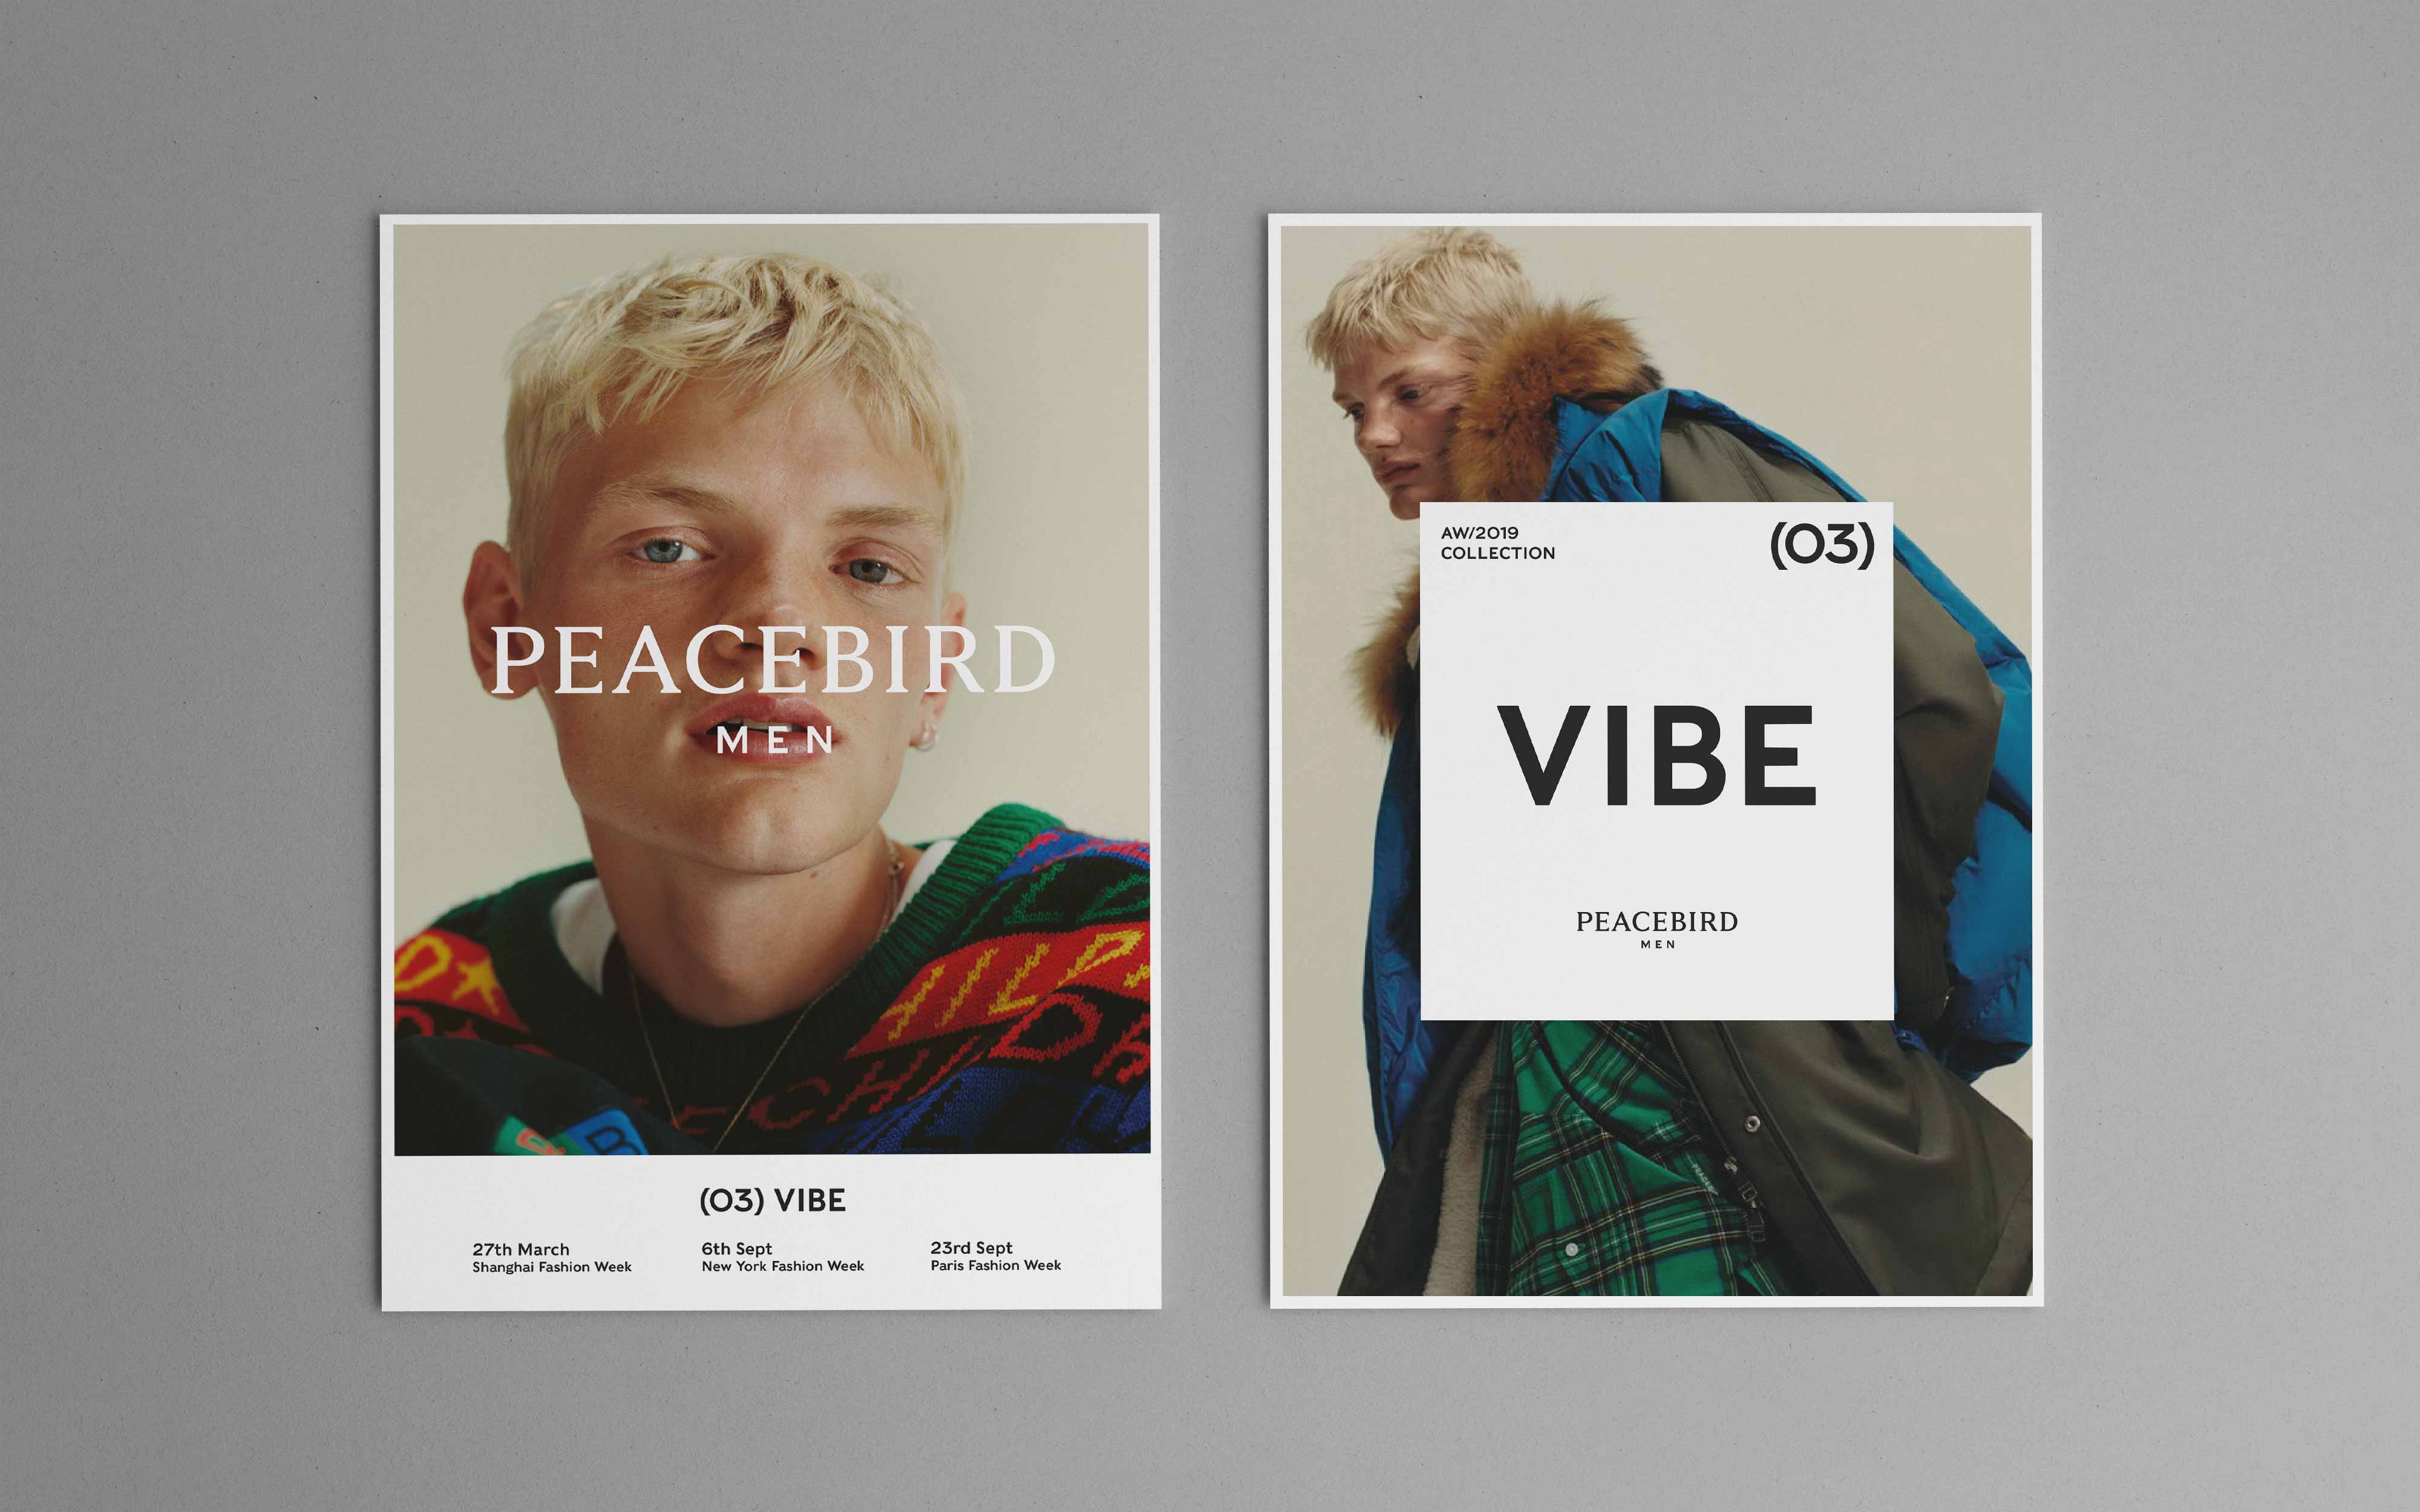 PEACEBIRD
MEN
(03) VIBE
27th March
Shanghai Fashion Week
6th Sept
New York Fashion Week
23rd Sept
Paris Fashion Week
AW/2019
COLLECTION
(03)
VIBE
PEACEBIRD
MEN